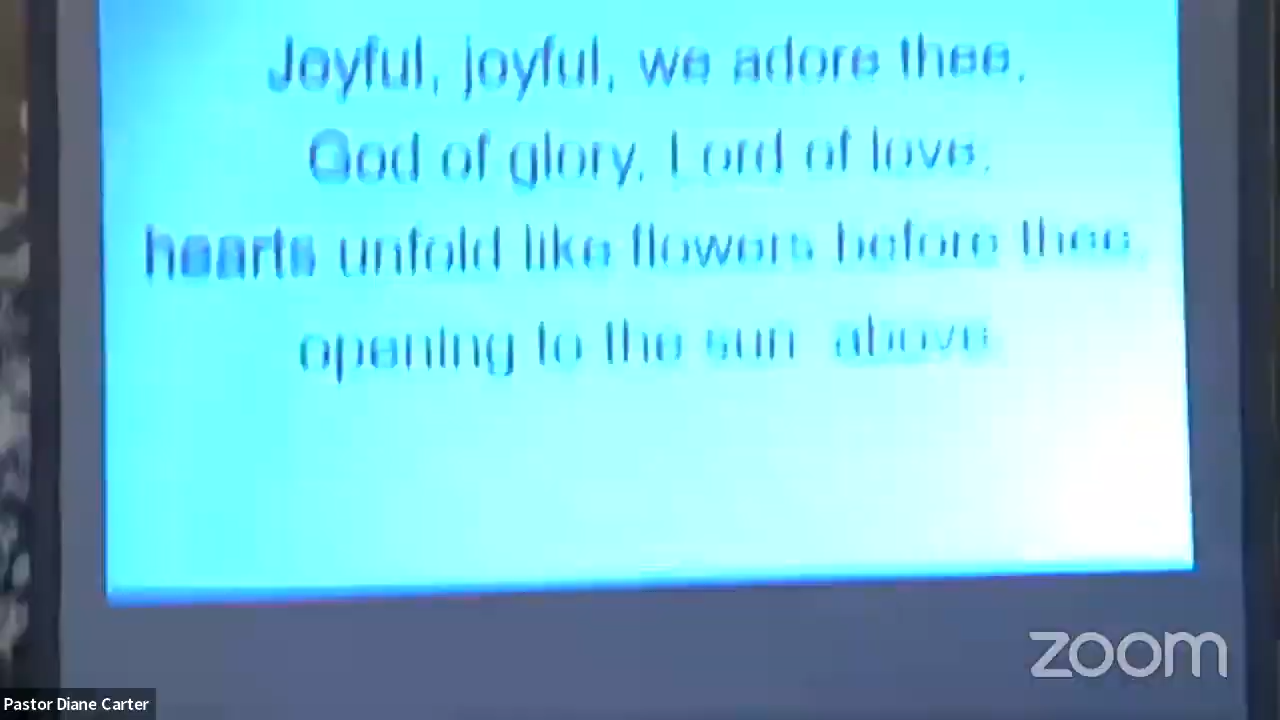 Joyful, joyful, we adore thee,
God of glory, Lord of love;
hearts unfold like flowers before thee,
opening to the sun above.
zoom
Pastor Diane Carter